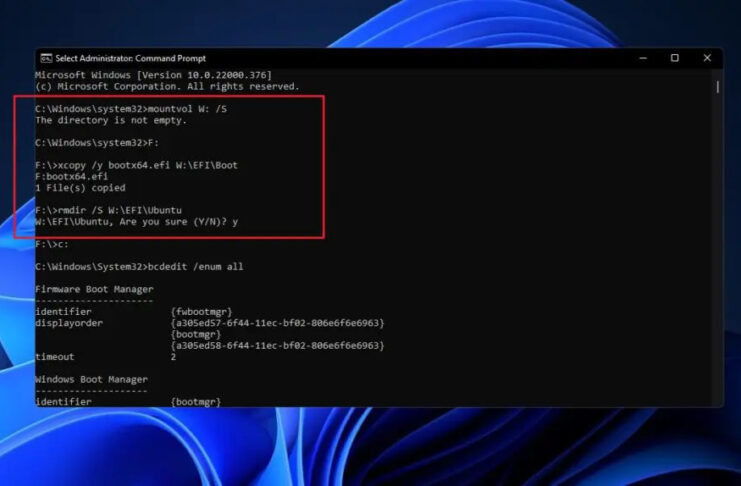 Select Administrator: Command Prompt
Microsoft Windows [Version 10.0.22000.376]
(c) Microsoft Corporation. All rights reserved.
C:\Windows\system32>mountvol W: /S
The directory is not empty.
C:\Windows\system32>F:
F:\>xcopy /y bootx64.efi W:\EFI\Boot
F:bootx64.efi
1 File(s) copied
F:\>rmdir /S W:\EFI\Ubuntu
W:\EFI\Ubuntu, Are you sure (Y/N)? y
F:\>c:
C:\Windows\System32>bcdedit /enum all
Firmware Boot Manager
---------------------
identifier {fwbootmgr}
displayorder {a305ed57-6f44-11ec-bf02-806e6f6e6963}
{bootmgr}
{a305ed58-6f44-11ec-bf02-806e6f6e6963}
timeout 2
Windows Boot Manager
--------------------
identifier {bootmgr}